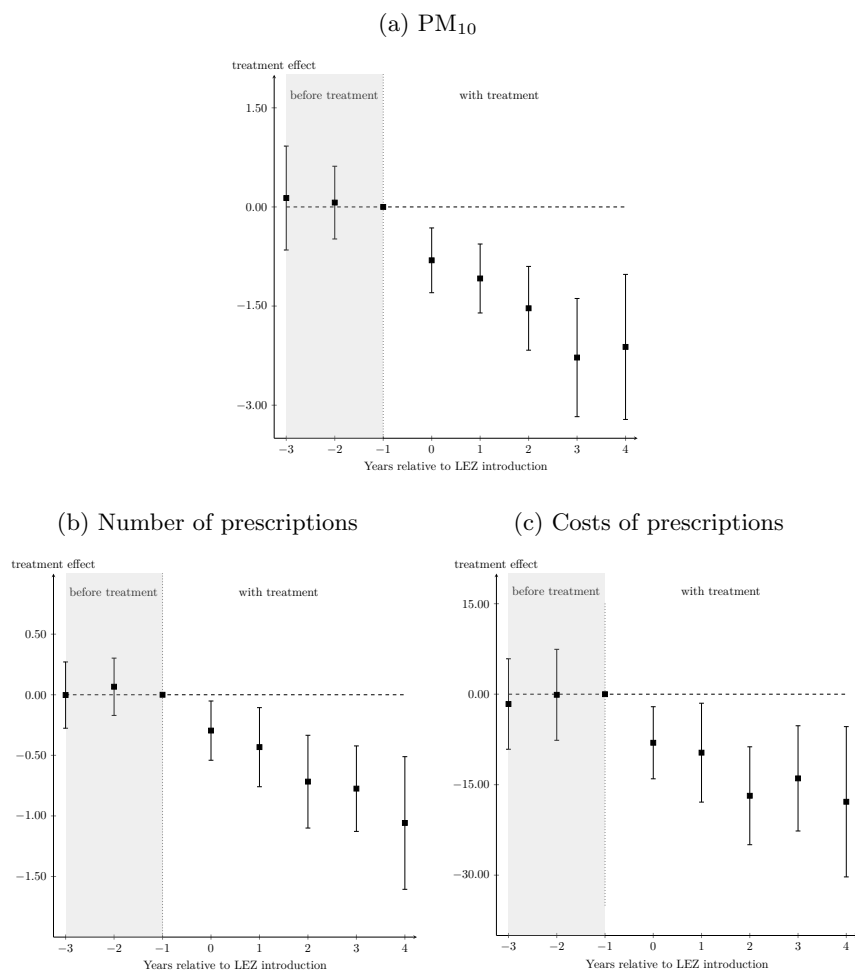 (a) PM₁₀
treatment effect
before treatment
with treatment
1.50
0.00
−1.50
−3.00
−3 −2 −1 0 1 2 3 4
Years relative to LEZ introduction
(b) Number of prescriptions
treatment effect
before treatment
with treatment
0.50
0.00
−0.50
−1.00
−1.50
−3 −2 −1 0 1 2 3 4
Years relative to LEZ introduction
(c) Costs of prescriptions
treatment effect
before treatment
with treatment
15.00
0.00
−15.00
−30.00
−3 −2 −1 0 1 2 3 4
Years relative to LEZ introduction